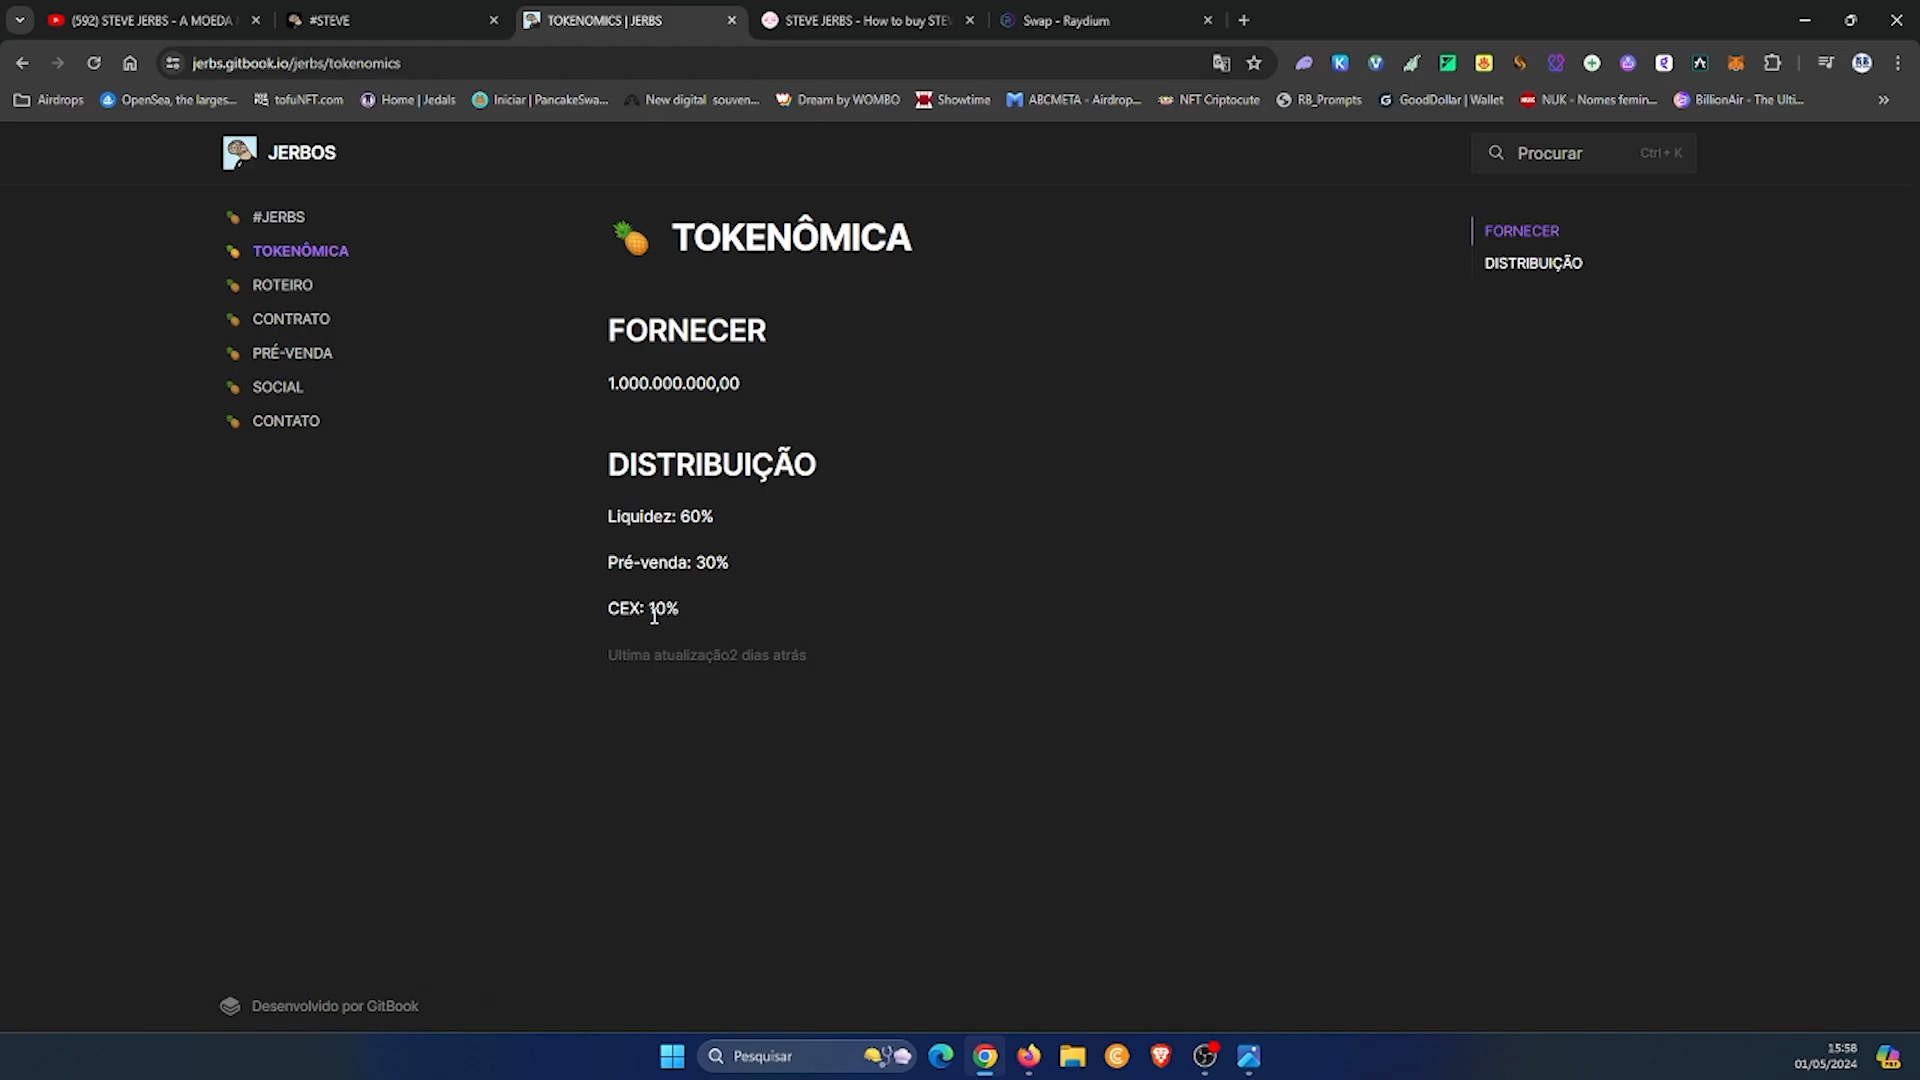 (592) STEVE JERBS - A MOEDA
#STEVE
TOKENOMICS | JERBS
STEVE JERBS - How to buy STEV
Swap - Raydium
jerbs.gitbook.io/jerbs/tokenomics
Airdrops
OpenSea, the larges...
tofuNFT.com
Home | Jedals
Iniciar | PancakeSwa...
New digital souven...
Dream by WOMBO
Showtime
ABCMETA - Airdrop...
NFT Criptocute
RB_Prompts
GoodDollar | Wallet
NUK - Nomes femin...
BillionAir - The Ulti...
JERBOS
Procurar
Ctrl + K
#JERBS
TOKENÔMICA
ROTEIRO
CONTRATO
PRÉ-VENDA
SOCIAL
CONTATO
TOKENÔMICA
FORNECER
1.000.000.000,00
DISTRIBUIÇÃO
Liquidez: 60%
Pré-venda: 30%
CEX: 10%
Ultima atualização2 dias atrás
FORNECER
DISTRIBUIÇÃO
Desenvolvido por GitBook
Pesquisar
15:58
01/05/2024